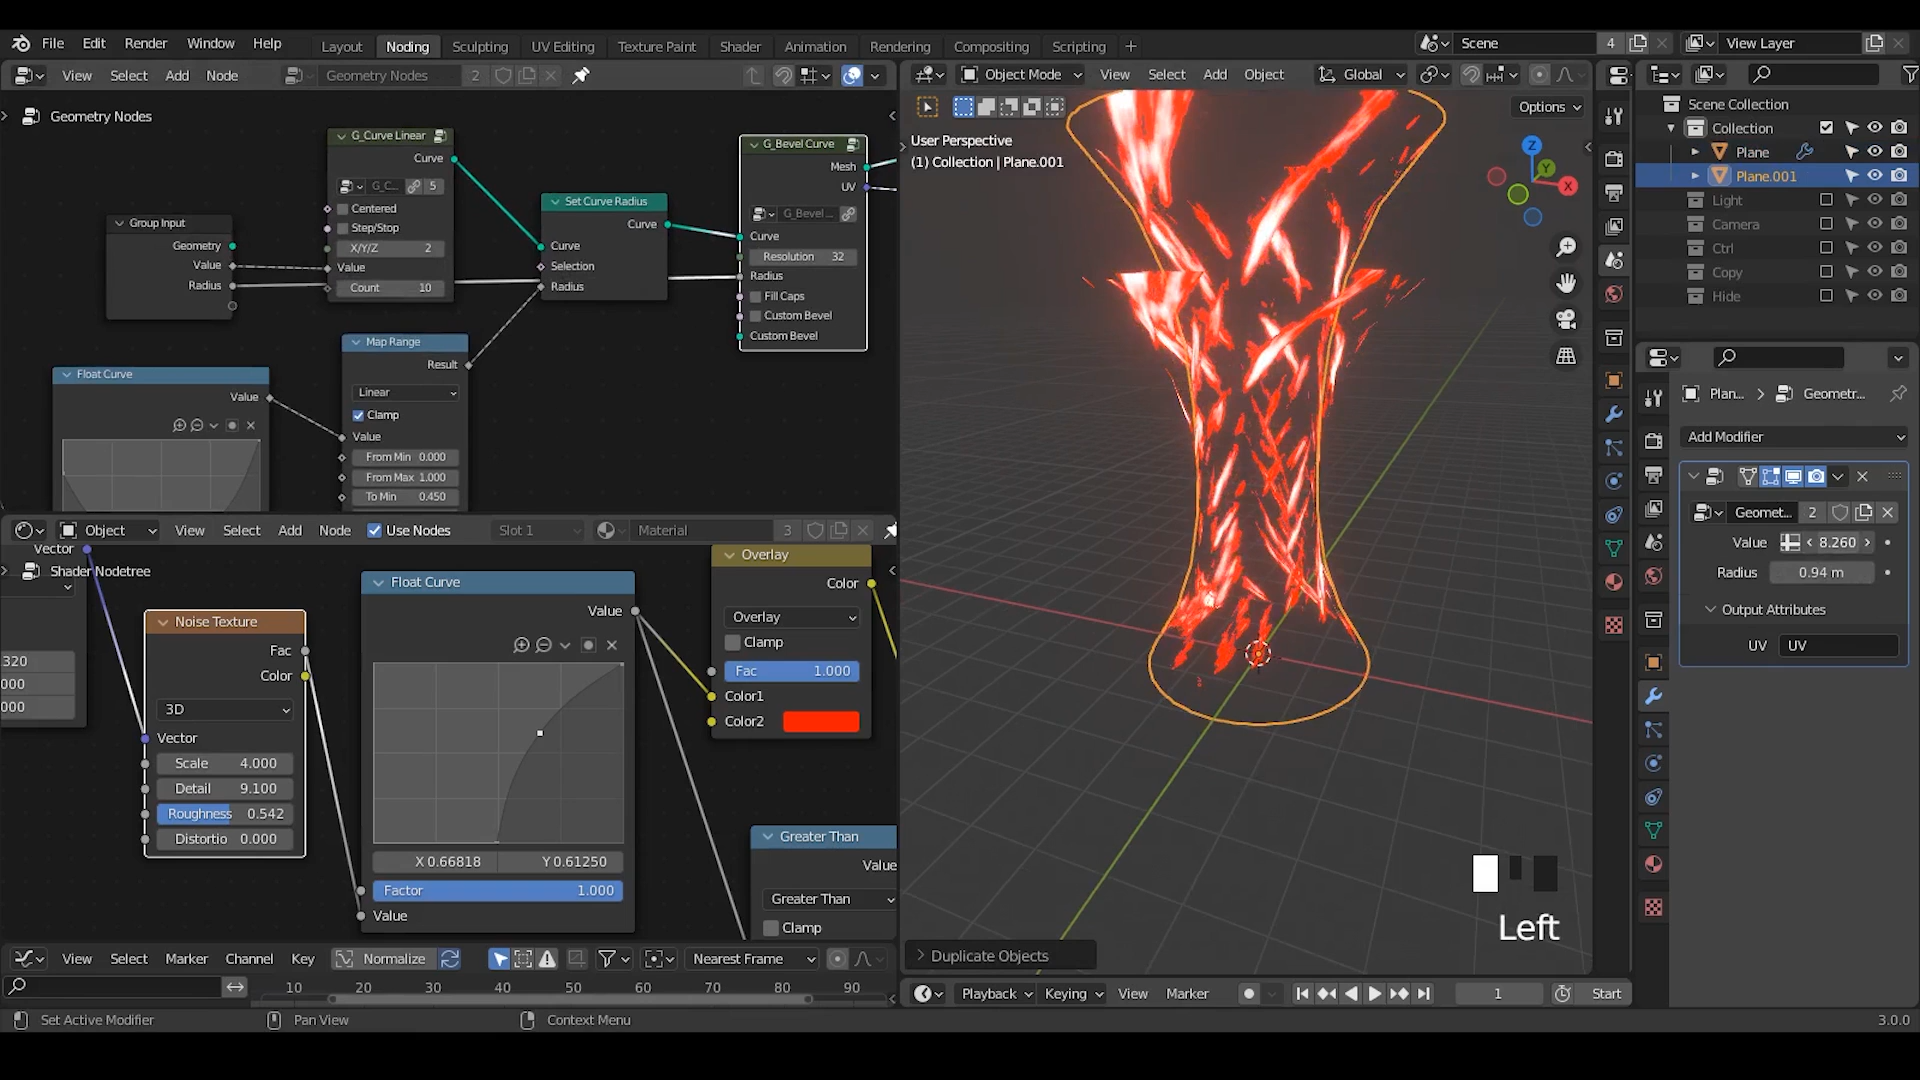 File Edit Render Window Help
Layout Noding Sculpting UV Editing Texture Paint Shader Animation Rendering Compositing Scripting +
Scene 4
View Layer
View Select Add Node
Geometry Nodes 2
Geometry Nodes
G_Curve Linear
Curve
G_C... 5
Centered
Step/Stop
X/Y/Z 2
Value
Count 10
Group Input
Geometry
Value
Radius
Set Curve Radius
Curve
Curve
Selection
Radius
G_Bevel Curve
Mesh
UV
G_Bevel ...
Curve
Resolution 32
Radius
Fill Caps
Custom Bevel
Custom Bevel
Map Range
Result
Linear
Clamp
Value
From Min 0.000
From Max 1.000
To Min 0.450
Float Curve
Value
Object View Select Add Node Use Nodes Slot 1 Material 3
Vector
Shader Nodetree
320
000
000
Noise Texture
Fac
Color
3D
Vector
Scale 4.000
Detail 9.100
Roughness 0.542
Distortio 0.000
Float Curve
Value
X 0.66818 Y 0.61250
Factor 1.000
Value
Overlay
Color
Overlay
Clamp
Fac 1.000
Color1
Color2
Greater Than
Value
Greater Than
Clamp
View Select Marker Channel Key Normalize Nearest Frame
10 20 30 40 50 60 70 80 90
Set Active Modifier Pan View Context Menu 3.0.0
Object Mode View Select Add Object Global
Options
User Perspective
(1) Collection | Plane.001
Z
Y
X
Left
Duplicate Objects
Playback Keying View Marker 1 Start
Scene Collection
Collection
Plane
Plane.001
Light
Camera
Ctrl
Copy
Hide
Plan... > Geometr...
Add Modifier
Geomet... 2
Value 8.260
Radius 0.94 m
Output Attributes
UV UV